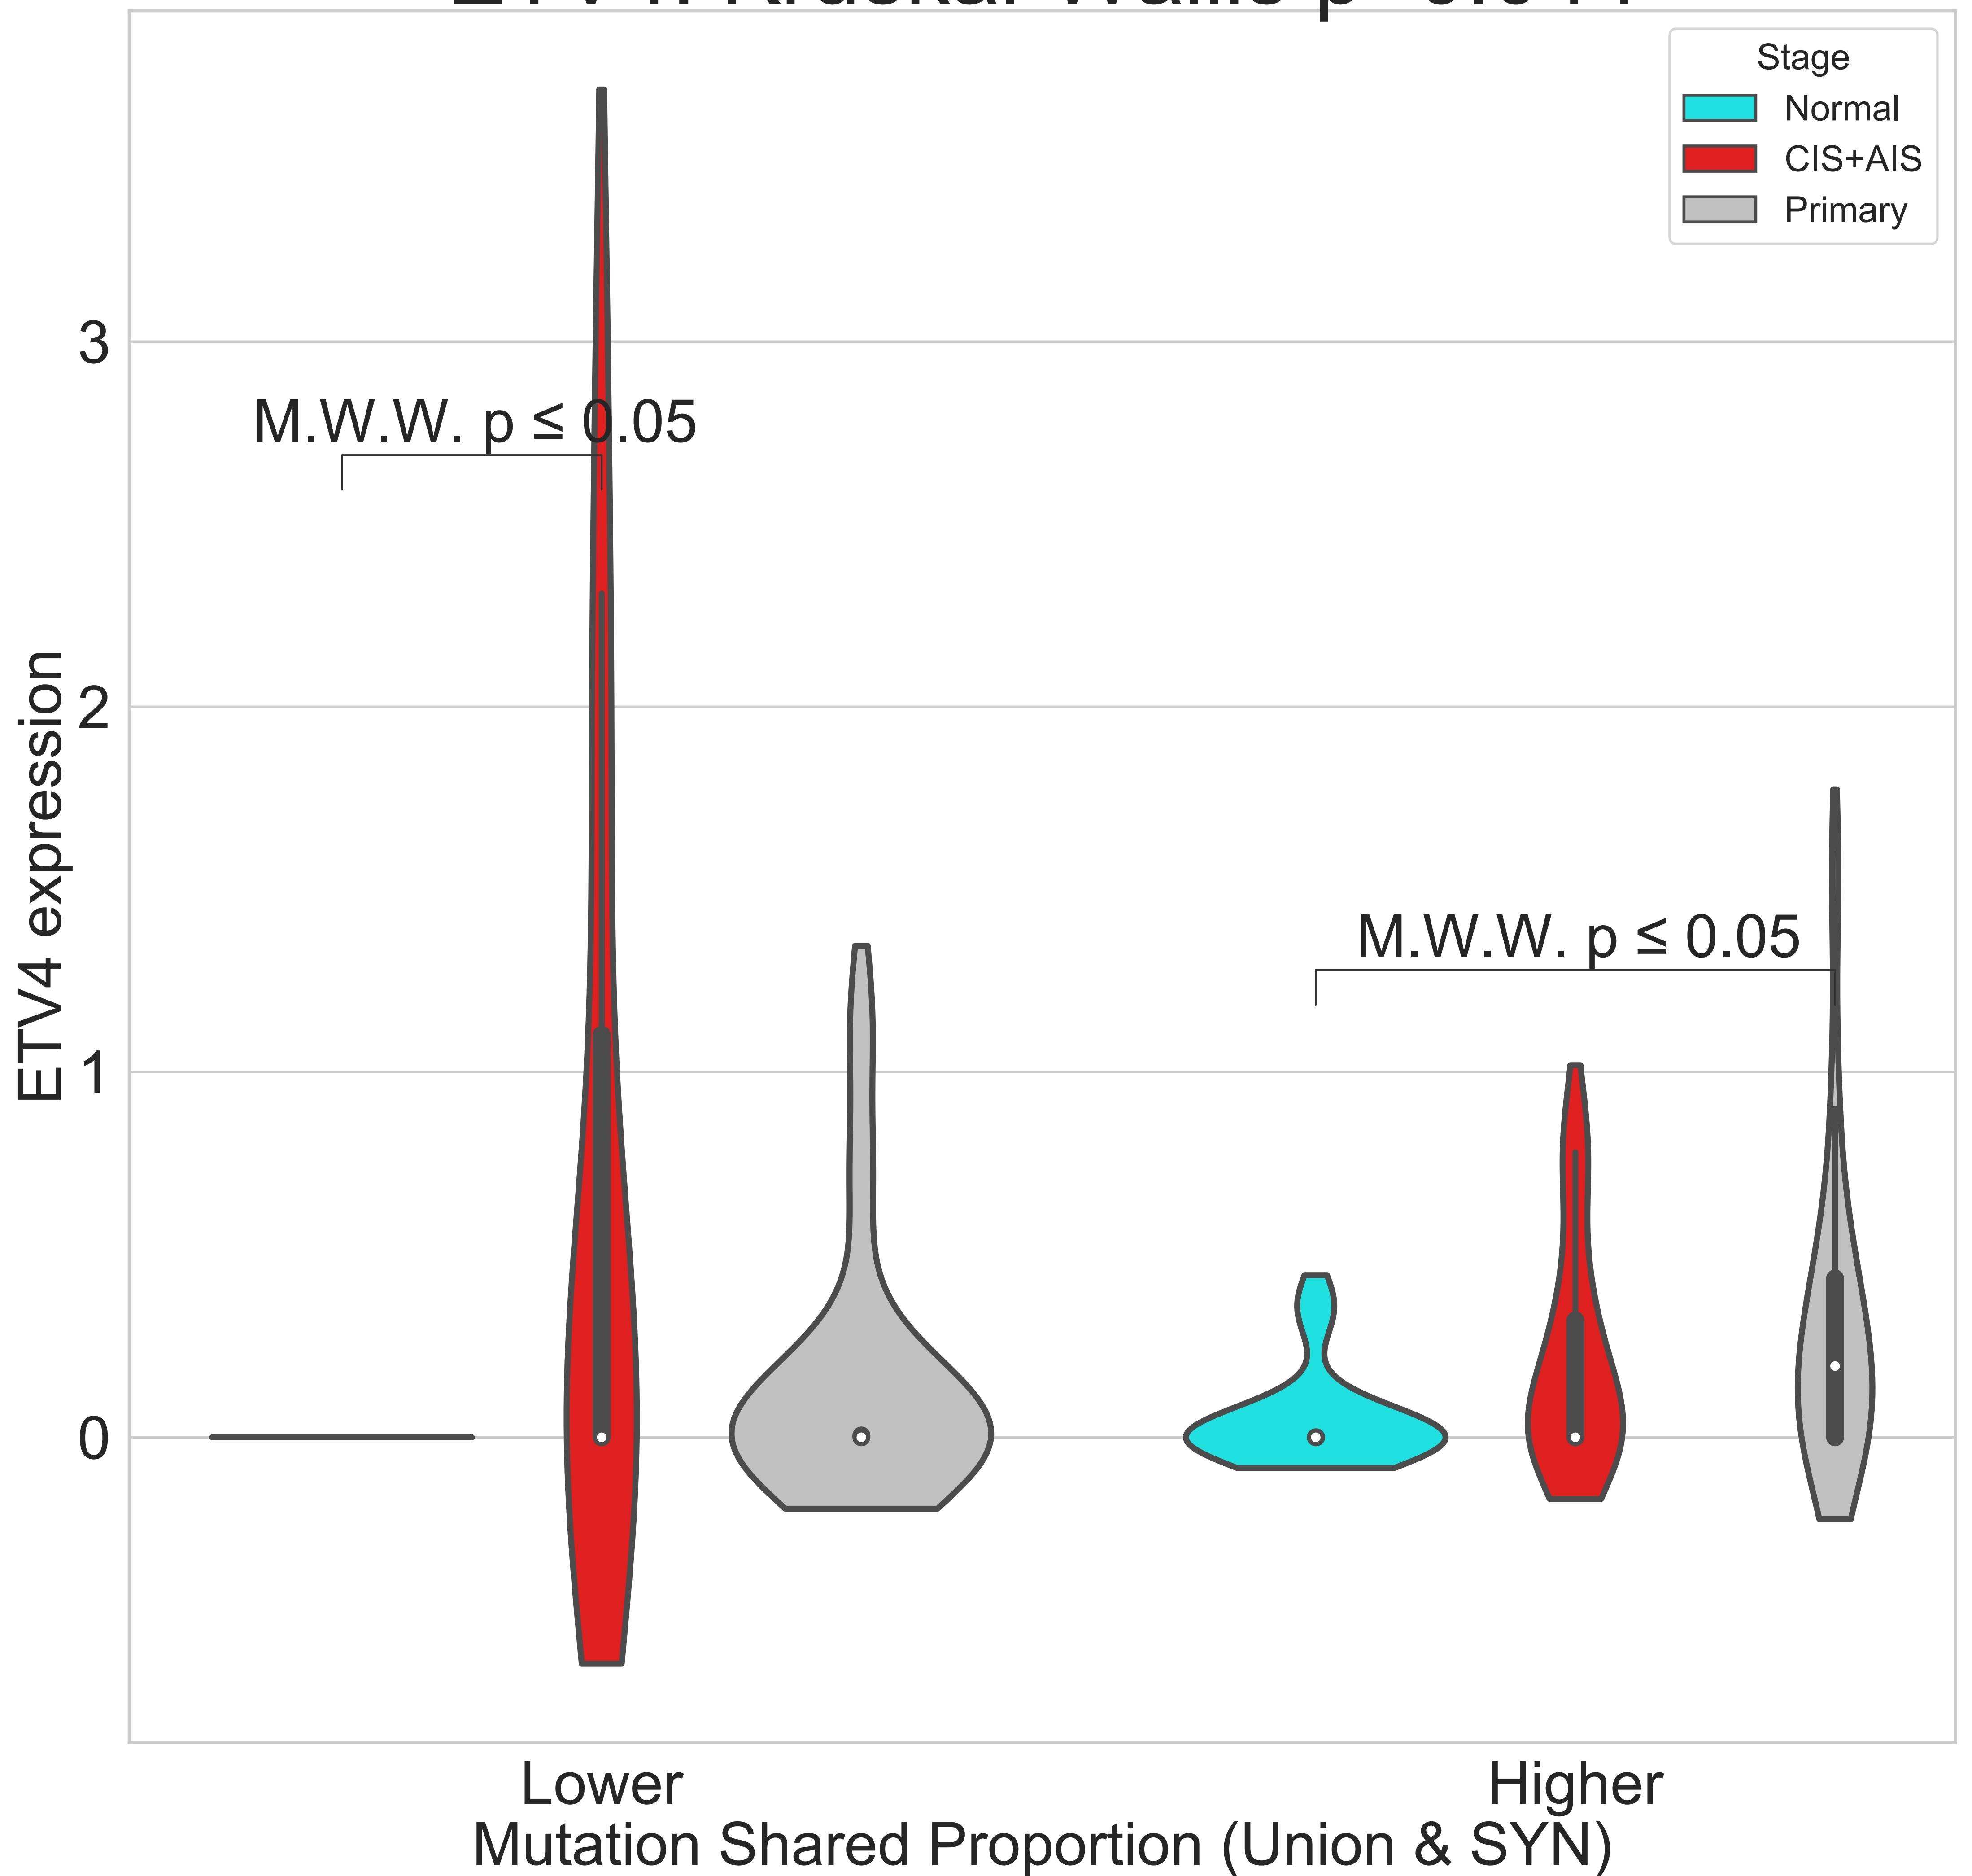 Stage
Normal
CIS+AIS
Primary
3
M.W.W. p ≤ 0.05
2
M.W.W. p ≤ 0.05
1
0
ETV4 expression
Lower
Higher
Mutation Shared Proportion (Union & SYN)